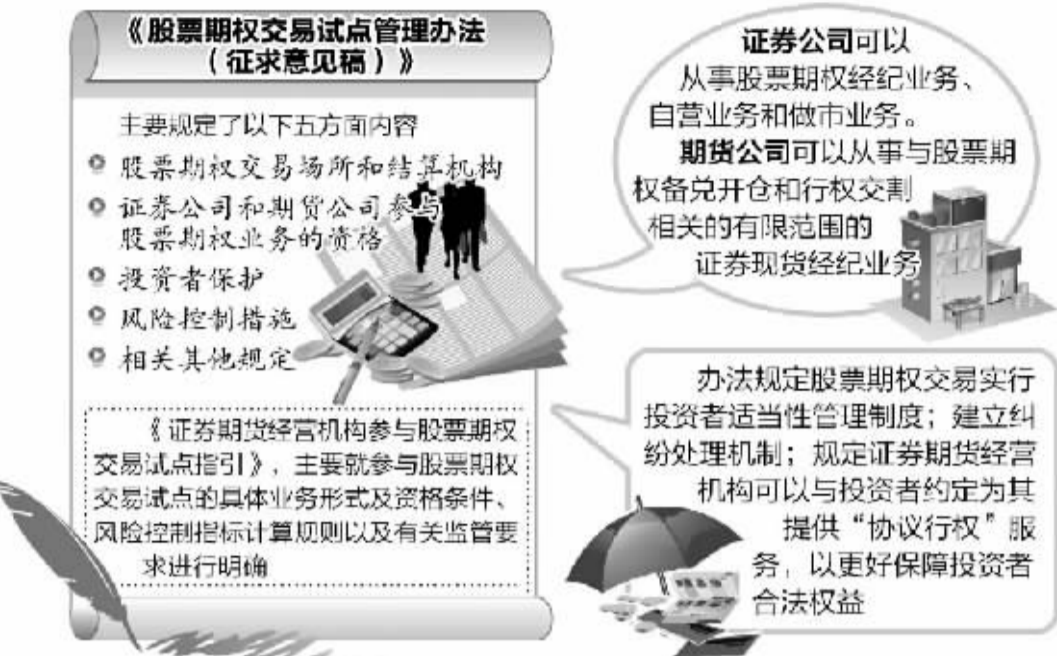 《股票期权交易试点管理办法
（征求意见稿）》
主要规定了以下五方面内容
股票期权交易场所和结算机构
证券公司和期货公司参与
股票期权业务的资格
投资者保护
风险控制措施
相关其他规定
《证券期货经营机构参与股票期权
交易试点指引》，主要就参与股票期权
交易试点的具体业务形式及资格条件、
风险控制指标计算规则以及有关监管要
求进行明确
证券公司可以
从事股票期权经纪业务、
自营业务和做市业务。
期货公司可以从事与股票期
权备兑开仓和行权交割
相关的有限范围的
证券现货经纪业务
办法规定股票期权交易实行
投资者适当性管理制度；建立纠
纷处理机制；规定证券期货经营
机构可以与投资者约定为其
提供“协议行权”服
务，以更好保障投资者
合法权益